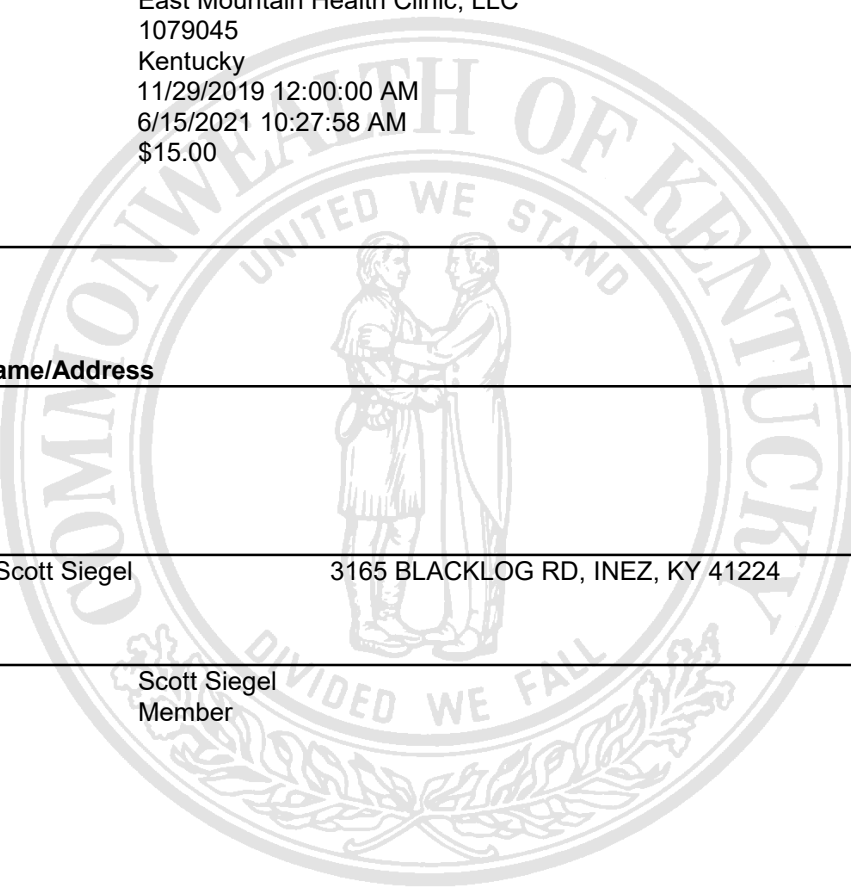 East Mountain Health Clinic, LLC
1079045
Kentucky
11/29/2019 12:00:00 AM
6/15/2021 10:27:58 AM
$15.00
COMMONWEALTH OF KENTUCKY
UNITED WE STAND
ame/Address
Scott Siegel 3165 BLACKLOG RD, INEZ, KY 41224
DIVIDED WE FALL
Scott Siegel
Member